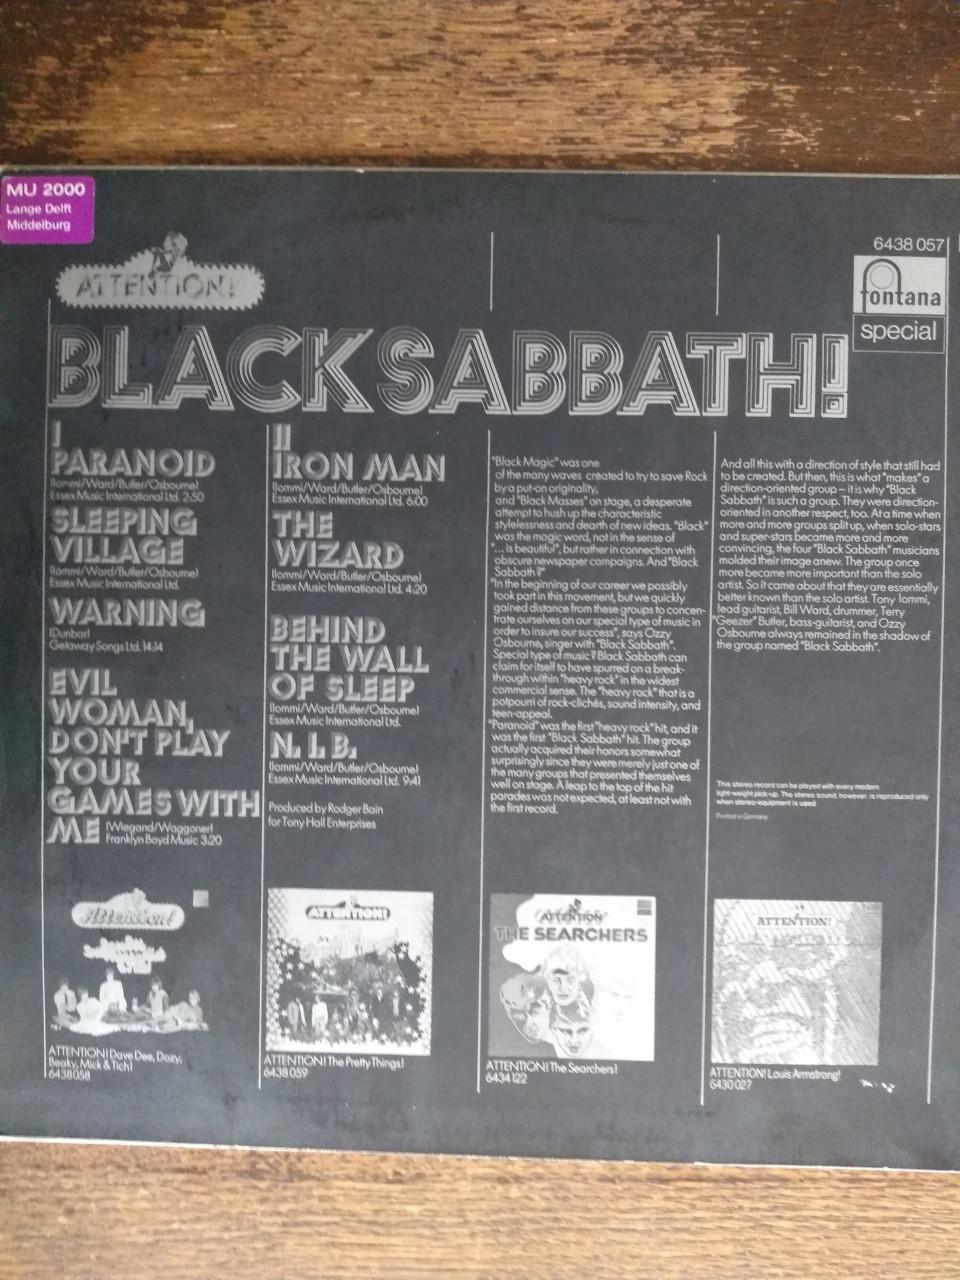 MU 2000
Lange Delft
Middelburg
ATTENTION!
6438 057
fontana
special
BLACK SABBATH!
I
PARANOID
(Iommi/Ward/Butler/Osbourne)
Essex Music International Ltd. 2:50
SLEEPING
VILLAGE
(Iommi/Ward/Butler/Osbourne)
Essex Music International Ltd.
WARNING
(Dunbar)
Getaway Songs Ltd. 14:14
EVIL
WOMAN,
DON'T PLAY
YOUR
GAMES WITH
ME (Wiegand/Waggoner)
Franklyn Boyd Music 3:20
II
IRON MAN
(Iommi/Ward/Butler/Osbourne)
Essex Music International Ltd. 6:00
THE
WIZARD
(Iommi/Ward/Butler/Osbourne)
Essex Music International Ltd. 4:20
BEHIND
THE WALL
OF SLEEP
(Iommi/Ward/Butler/Osbourne)
Essex Music International Ltd.
N. I. B.
(Iommi/Ward/Butler/Osbourne)
Essex Music International Ltd. 9:41
Produced by Rodger Bain
for Tony Hall Enterprises
"Black Magic" was one
of the many waves created to try to save Rock
by a put-on originality,
and "Black Masses" on stage, a desperate
attempt to hush up the characteristic
stylelessness and dearth of new ideas. "Black"
was the magic word, not in the sense of
"... is beautiful", but rather in connection with
obscure newspaper campaigns. And "Black
Sabbath?"
"In the beginning of our career we possibly
took part in this movement, but we quickly
gained distance from these groups to concen-
trate ourselves on our special type of music in
order to insure our success", says Ozzy
Osbourne, singer with "Black Sabbath".
Special type of music? Black Sabbath can
claim for itself to have spurred on a break-
through within "heavy rock" in the widest
commercial sense. The "heavy rock" that is a
potpourri of rock-clichés, sound intensity, and
teen-appeal.
"Paranoid" was the first "heavy rock" hit, and it
was the first "Black Sabbath" hit. The group
actually acquired their honors somewhat
surprisingly since they were merely just one of
the many groups that presented themselves
well on stage. A leap to the top of the hit
parades was not expected, at least not with
the first record.
And all this with a direction of style that still had
to be created. But then, this is what "makes" a
direction-oriented group – it is why "Black
Sabbath" is such a group. They were direction-
oriented in another respect, too. At a time when
more and more groups split up, when solo-stars
and super-stars became more and more
convincing, the four "Black Sabbath" musicians
molded their image anew. The group once
more became more important than the solo
artist. So it came about that they are essentially
better known than the solo artist. Tony Iommi,
lead guitarist, Bill Ward, drummer, Terry
"Geezer" Butler, bass-guitarist, and Ozzy
Osbourne always remained in the shadow of
the group named "Black Sabbath".
This stereo record can be played with every modern
light-weight pick-up. The stereo sound, however, is reproduced only
when stereo-equipment is used.
Printed in Germany
Attention!
ATTENTION!
ATTENTION!
THE SEARCHERS
ATTENTION!
ATTENTION! Dave Dee, Dozy,
Beaky, Mick & Tich!
6438 058
ATTENTION! The Pretty Things!
6438 059
ATTENTION! The Searchers!
6434 122
ATTENTION! Louis Armstrong!
6430 027